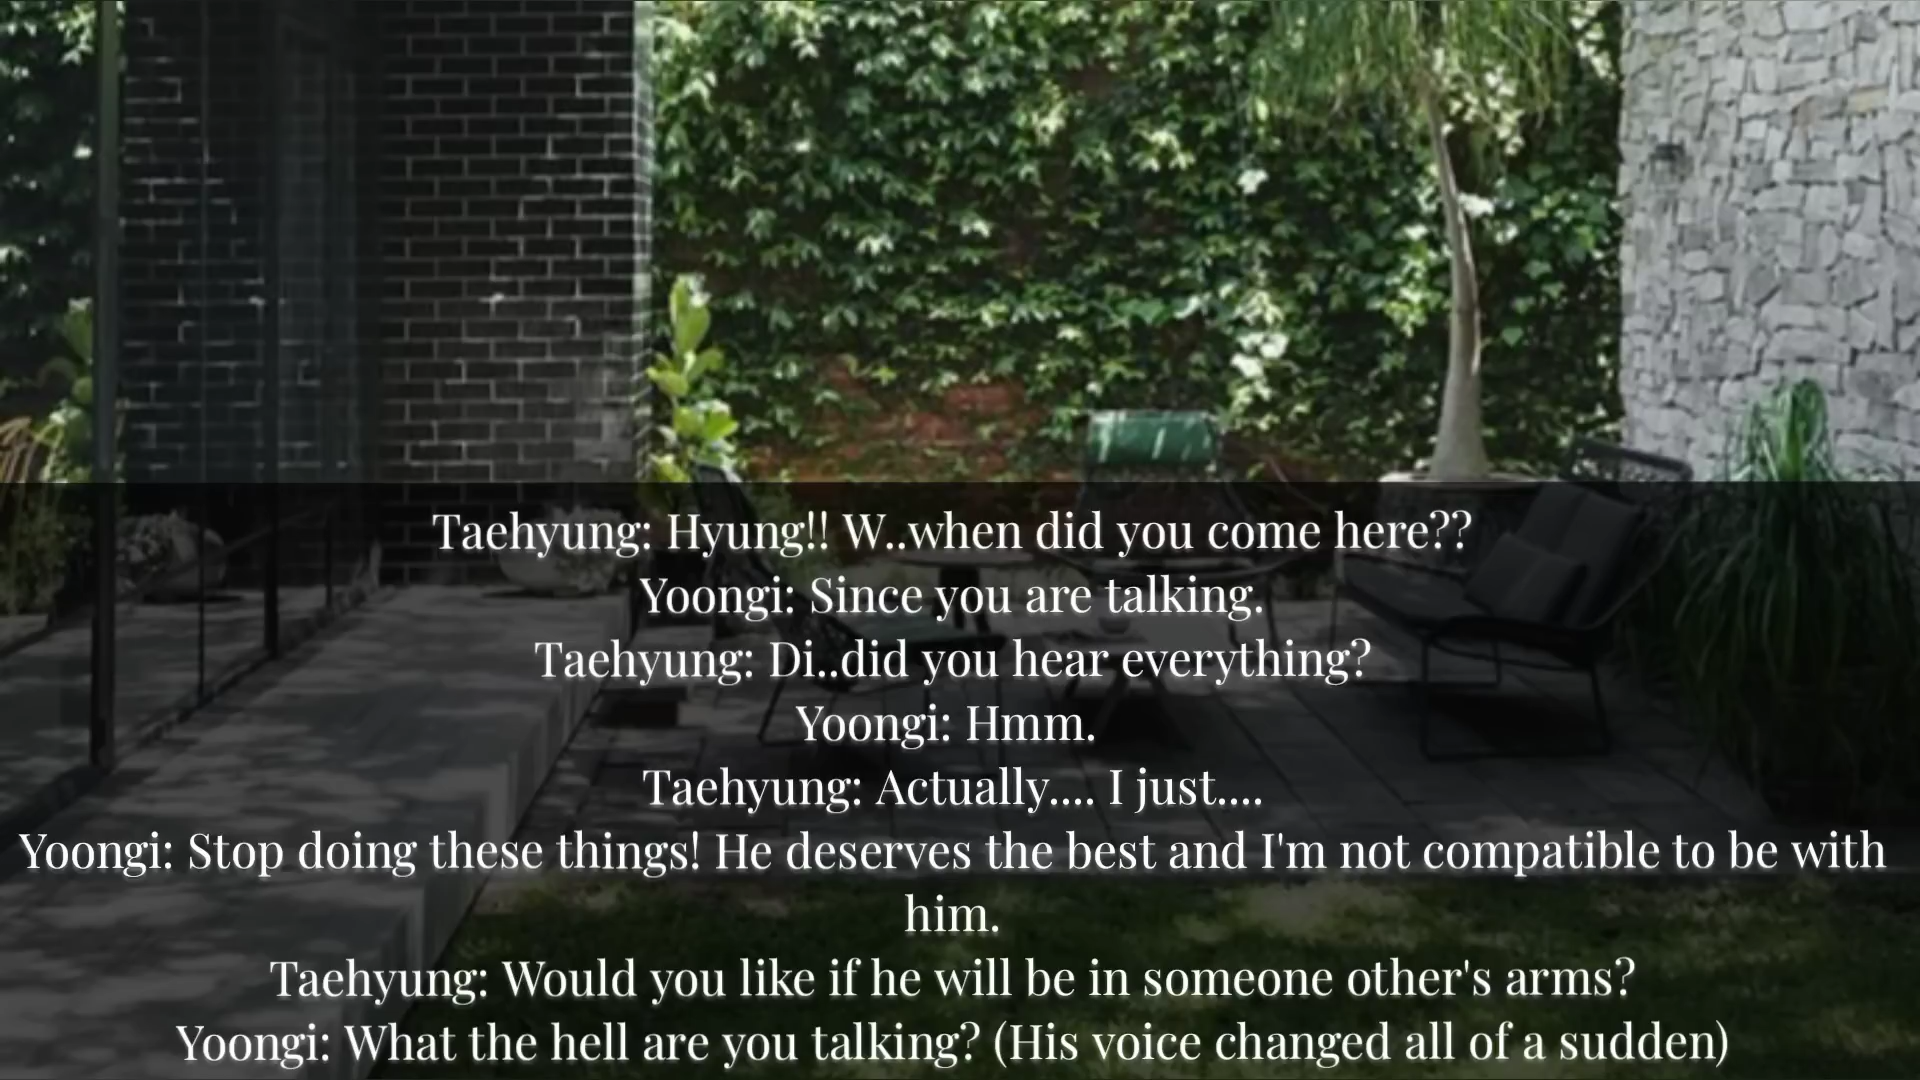 Taehyung: Hyung!! W..when did you come here??
Yoongi: Since you are talking.
Taehyung: Di..did you hear everything?
Yoongi: Hmm.
Taehyung: Actually.... I just....
Yoongi: Stop doing these things! He deserves the best and I'm not compatible to be with
him.
Taehyung: Would you like if he will be in someone other's arms?
Yoongi: What the hell are you talking? (His voice changed all of a sudden)